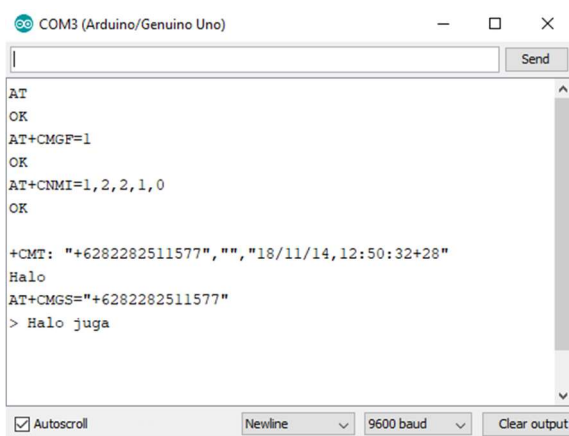 COM3 (Arduino/Genuino Uno)
Send
AT
OK
AT+CMGF=1
OK
AT+CNMI=1,2,2,1,0
OK
+CMT: "+6282282511577","","18/11/14,12:50:32+28"
Halo
AT+CMGS="+6282282511577"
> Halo juga
Autoscroll Newline 9600 baud Clear output